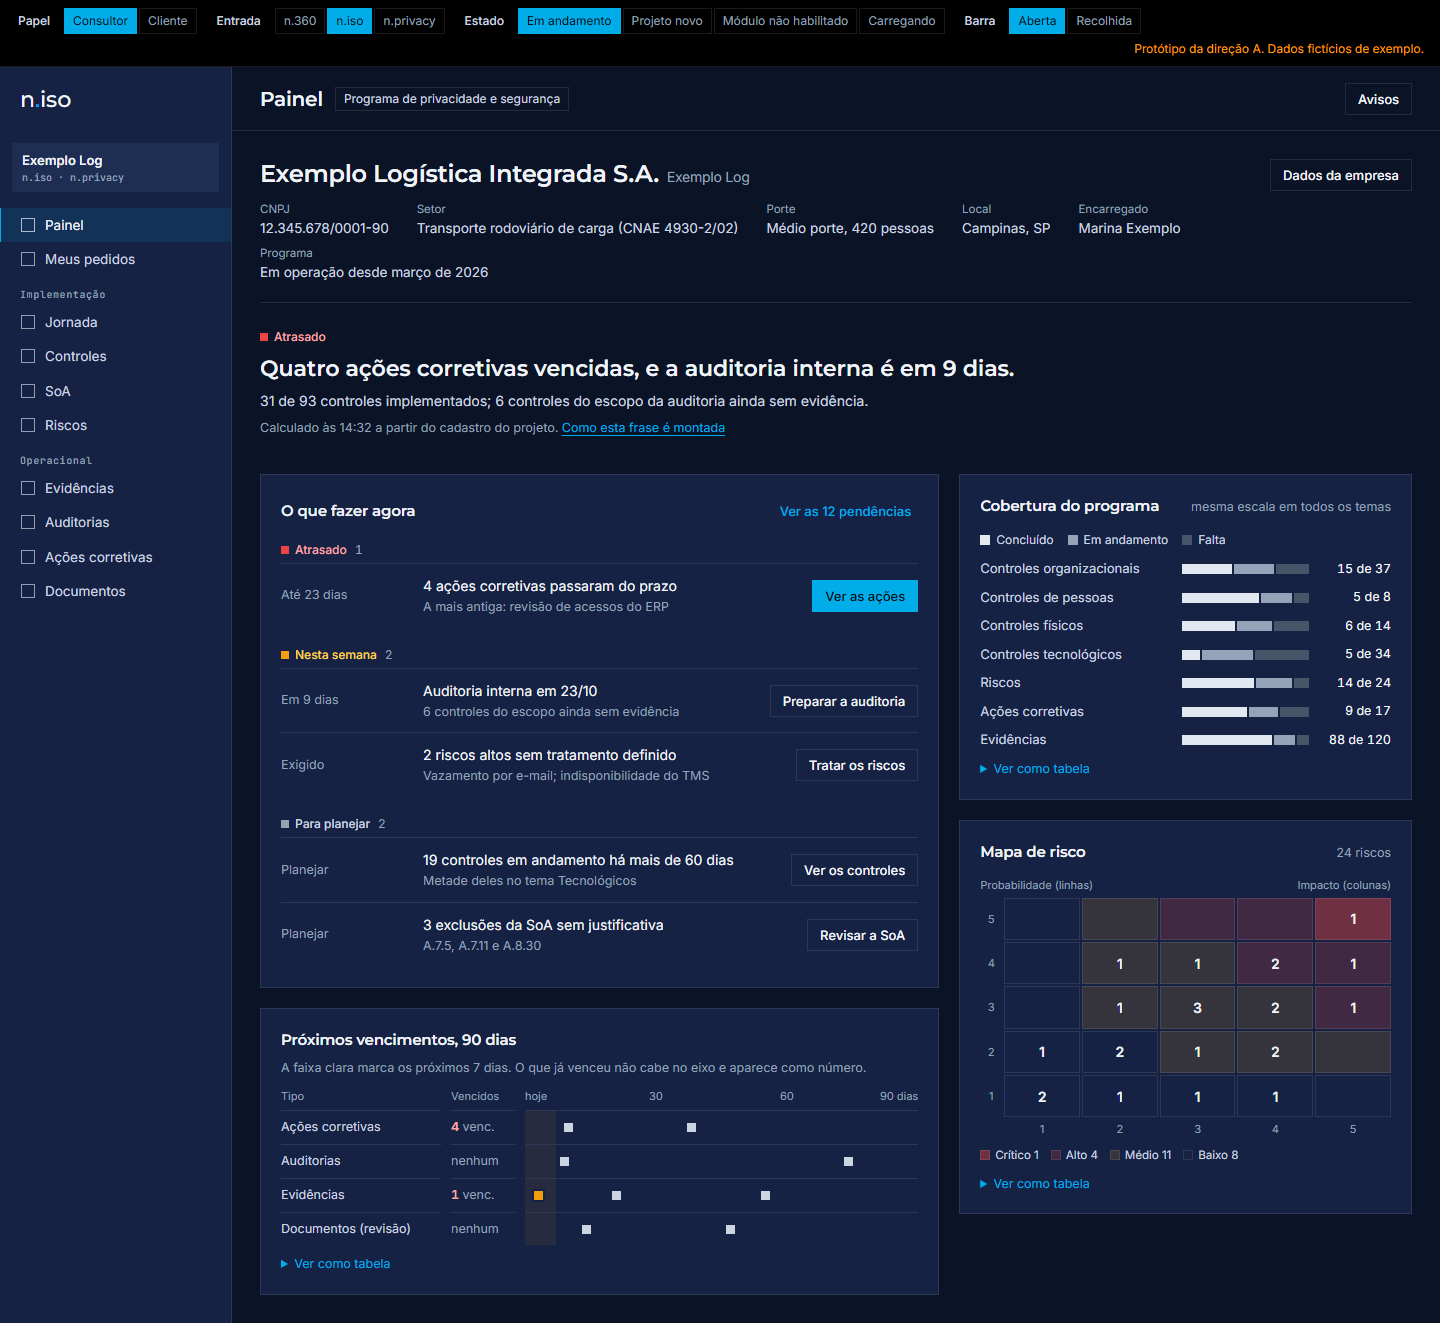 Papel Consultor Cliente Entrada n.360 n.iso n.privacy Estado Em andamento Projeto novo Módulo não habilitado Carregando Barra Aberta Recolhida
Protótipo da direção A. Dados fictícios de exemplo.
n.iso
Exemplo Log
n.iso · n.privacy
Painel
Meus pedidos
Implementação
Jornada
Controles
SoA
Riscos
Operacional
Evidências
Auditorias
Ações corretivas
Documentos
Painel Programa de privacidade e segurança Avisos
Exemplo Logística Integrada S.A. Exemplo Log Dados da empresa
CNPJ Setor Porte Local Encarregado
12.345.678/0001-90 Transporte rodoviário de carga (CNAE 4930-2/02) Médio porte, 420 pessoas Campinas, SP Marina Exemplo
Programa
Em operação desde março de 2026
Atrasado
Quatro ações corretivas vencidas, e a auditoria interna é em 9 dias.
31 de 93 controles implementados; 6 controles do escopo da auditoria ainda sem evidência.
Calculado às 14:32 a partir do cadastro do projeto. Como esta frase é montada
O que fazer agora Ver as 12 pendências
Atrasado 1
Até 23 dias
4 ações corretivas passaram do prazo
A mais antiga: revisão de acessos do ERP
Ver as ações
Nesta semana 2
Em 9 dias
Auditoria interna em 23/10
6 controles do escopo ainda sem evidência
Preparar a auditoria
Exigido
2 riscos altos sem tratamento definido
Vazamento por e-mail; indisponibilidade do TMS
Tratar os riscos
Para planejar 2
Planejar
19 controles em andamento há mais de 60 dias
Metade deles no tema Tecnológicos
Ver os controles
Planejar
3 exclusões da SoA sem justificativa
A.7.5, A.7.11 e A.8.30
Revisar a SoA
Próximos vencimentos, 90 dias
A faixa clara marca os próximos 7 dias. O que já venceu não cabe no eixo e aparece como número.
Tipo Vencidos hoje 30 60 90 dias
Ações corretivas 4 venc.
Auditorias nenhum
Evidências 1 venc.
Documentos (revisão) nenhum
Ver como tabela
Cobertura do programa mesma escala em todos os temas
Concluído Em andamento Falta
Controles organizacionais 15 de 37
Controles de pessoas 5 de 8
Controles físicos 6 de 14
Controles tecnológicos 5 de 34
Riscos 14 de 24
Ações corretivas 9 de 17
Evidências 88 de 120
Ver como tabela
Mapa de risco 24 riscos
Probabilidade (linhas) Impacto (colunas)
5 1
4 1 1 2 1
3 1 3 2 1
2 1 2 1 2
1 2 1 1 1
1 2 3 4 5
Crítico 1 Alto 4 Médio 11 Baixo 8
Ver como tabela